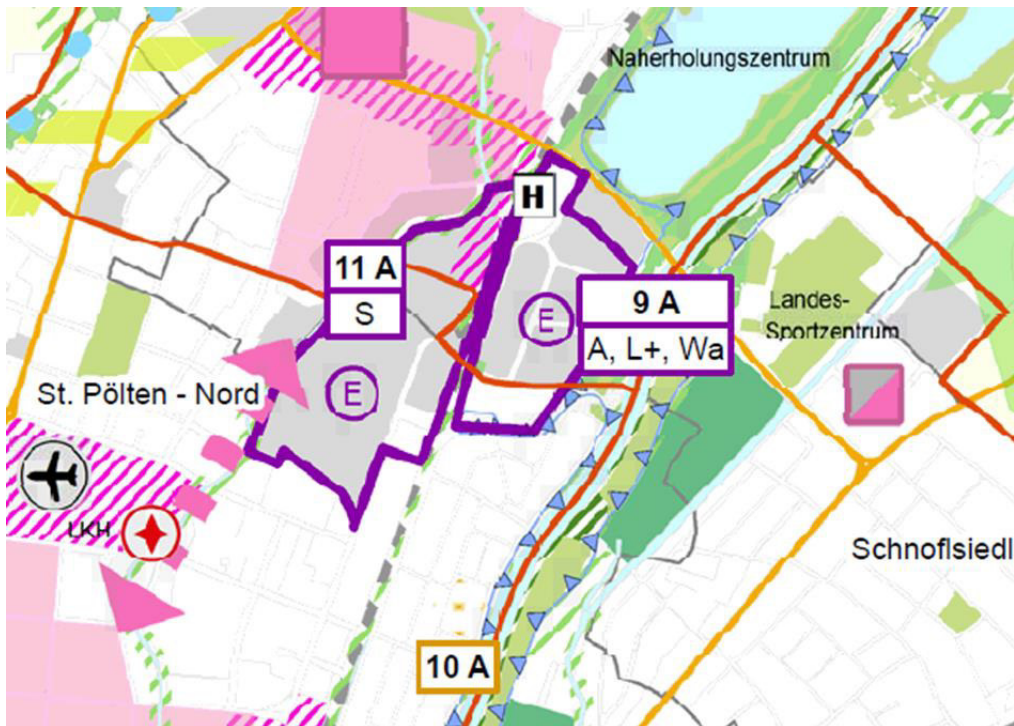 Naherholungszentrum
H
11 A
S
9 A
A, L+, Wa
E
E
Landes-
Sportzentrum
St. Pölten - Nord
LKH
Schnoflsiedl
10 A